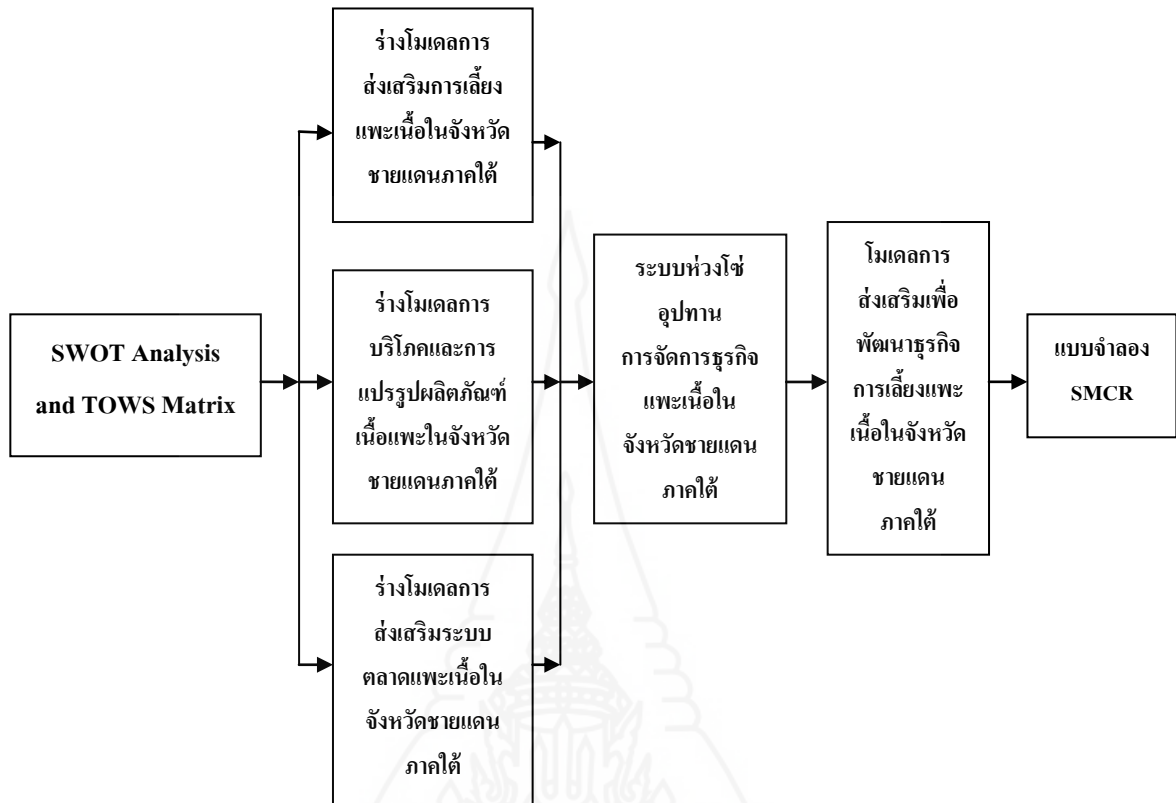 SWOT Analysis
and TOWS Matrix
ร่างโมเดลการ
ส่งเสริมการเลี้ยง
แพะเนื้อในจังหวัด
ชายแดนภาคใต้
ร่างโมเดลการ
บริโภคและการ
แปรรูปผลิตภัณฑ์
เนื้อแพะในจังหวัด
ชายแดนภาคใต้
ร่างโมเดลการ
ส่งเสริมระบบ
ตลาดแพะเนื้อใน
จังหวัดชายแดน
ภาคใต้
ระบบห่วงโซ่
อุปทาน
การจัดการธุรกิจ
แพะเนื้อใน
จังหวัดชายแดน
ภาคใต้
โมเดลการ
ส่งเสริมเพื่อ
พัฒนาธุรกิจ
การเลี้ยงแพะ
เนื้อในจังหวัด
ชายแดน
ภาคใต้
แบบจำลอง
SMCR